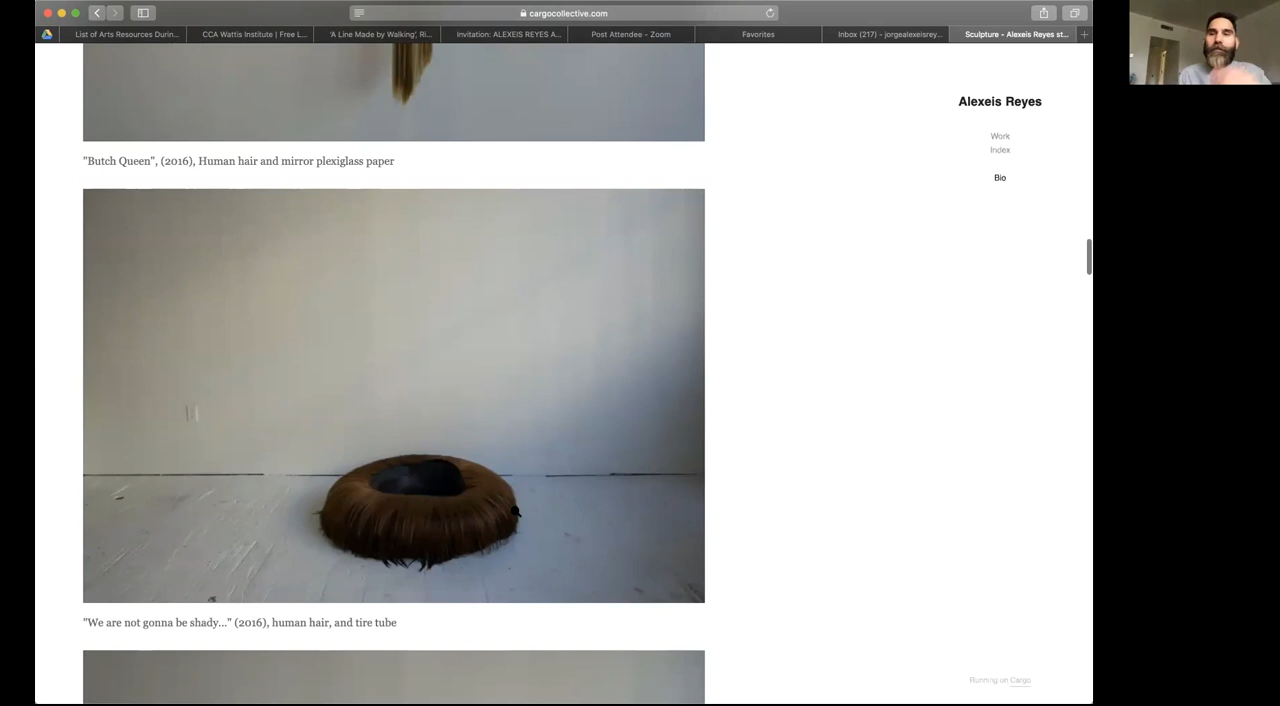 cargocollective.com
List of Arts Resources Durin...
CCA Wattis Institute | Free L...
'A Line Made by Walking', Ri...
Invitation: ALEXEIS REYES A...
Post Attendee - Zoom
Favorites
Inbox (217) - jorgealexeisrey...
Sculpture - Alexeis Reyes st...
Alexeis Reyes
Work
Index
Bio
"Butch Queen", (2016), Human hair and mirror plexiglass paper
"We are not gonna be shady..." (2016), human hair, and tire tube
Running on Cargo